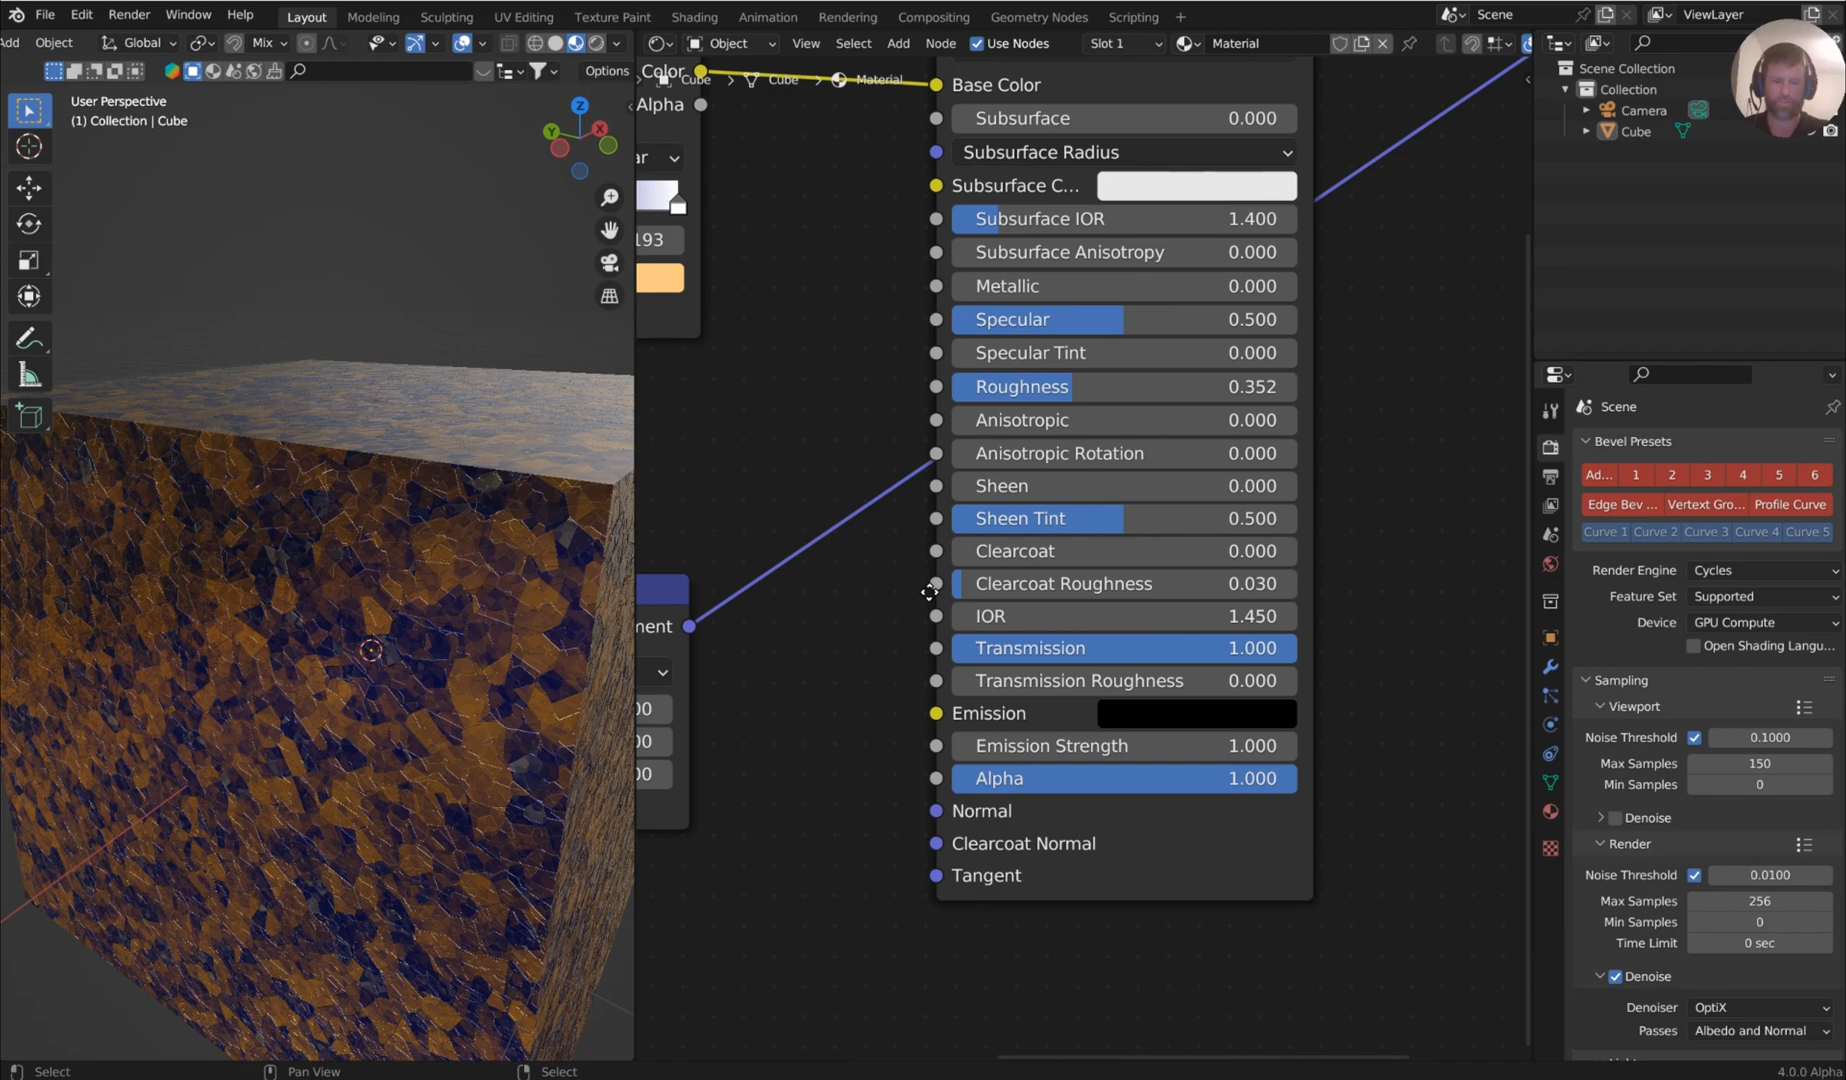 File Edit Render Window Help Layout Modeling Sculpting UV Editing Texture Paint Shading Animation Rendering Compositing Geometry Nodes Scripting + Scene ViewLayer
Add Object Global Mix Object View Select Add Node Use Nodes Slot 1 Material
Options
User Perspective
(1) Collection | Cube
Z
Y
X
Color
Cube > Cube > Material
Alpha
ar
193
ment
00
00
00
Base Color
Subsurface 0.000
Subsurface Radius
Subsurface C...
Subsurface IOR 1.400
Subsurface Anisotropy 0.000
Metallic 0.000
Specular 0.500
Specular Tint 0.000
Roughness 0.352
Anisotropic 0.000
Anisotropic Rotation 0.000
Sheen 0.000
Sheen Tint 0.500
Clearcoat 0.000
Clearcoat Roughness 0.030
IOR 1.450
Transmission 1.000
Transmission Roughness 0.000
Emission
Emission Strength 1.000
Alpha 1.000
Normal
Clearcoat Normal
Tangent
Scene Collection
Collection
Camera
Cube
Scene
Bevel Presets
Ad... 1 2 3 4 5 6
Edge Bev ... Vertext Gro... Profile Curve
Curve 1 Curve 2 Curve 3 Curve 4 Curve 5
Render Engine Cycles
Feature Set Supported
Device GPU Compute
Open Shading Langu...
Sampling
Viewport
Noise Threshold 0.1000
Max Samples 150
Min Samples 0
Denoise
Render
Noise Threshold 0.0100
Max Samples 256
Min Samples 0
Time Limit 0 sec
Denoise
Denoiser OptiX
Passes Albedo and Normal
Select Pan View Select 4.0.0 Alpha